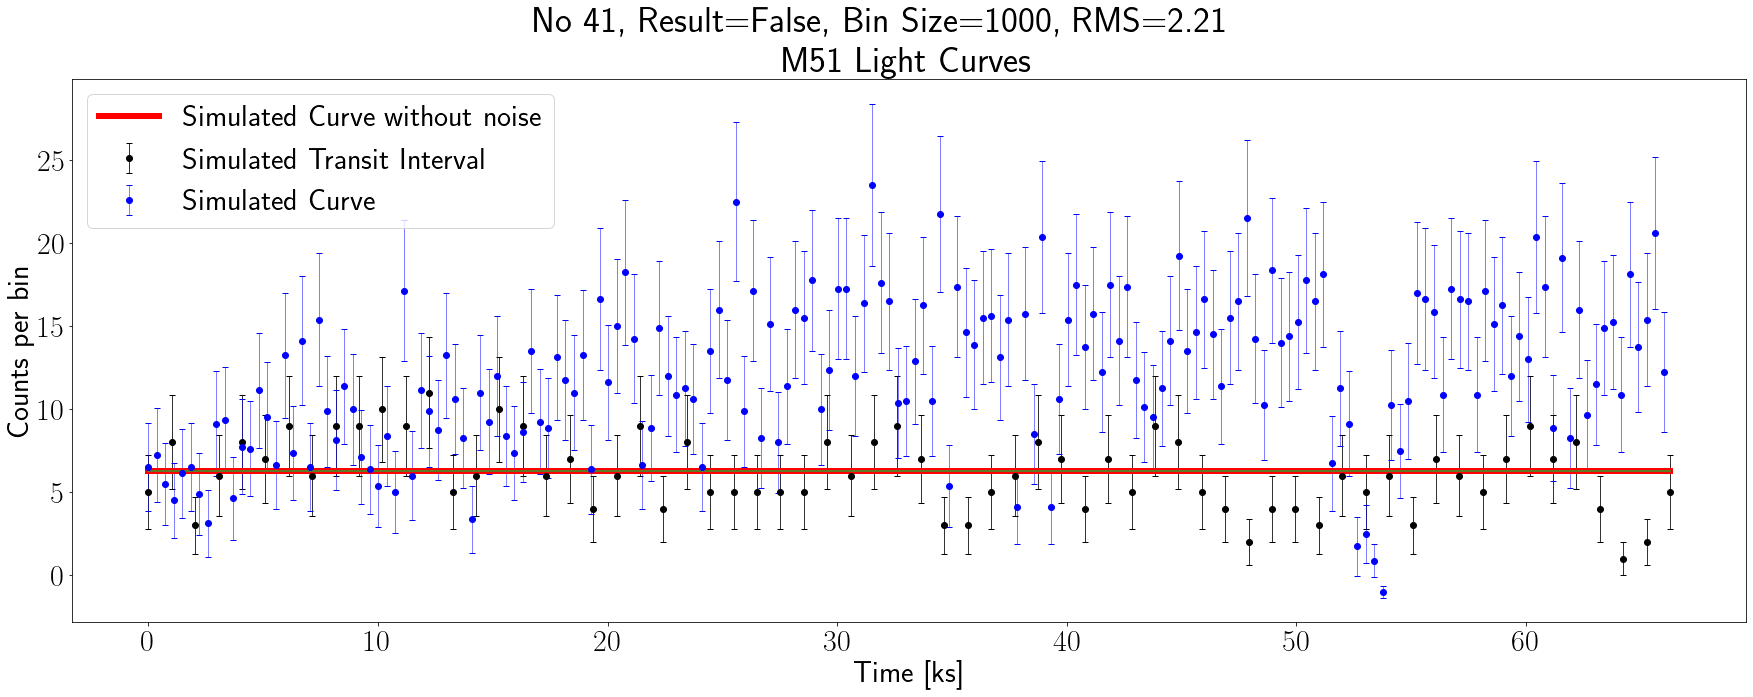 No 41, Result=False, Bin Size=1000, RMS=2.21
M51 Light Curves
Simulated Curve without noise
Simulated Transit Interval
Simulated Curve
Counts per bin
25
20
15
10
5
0
0 10 20 30 40 50 60
Time [ks]